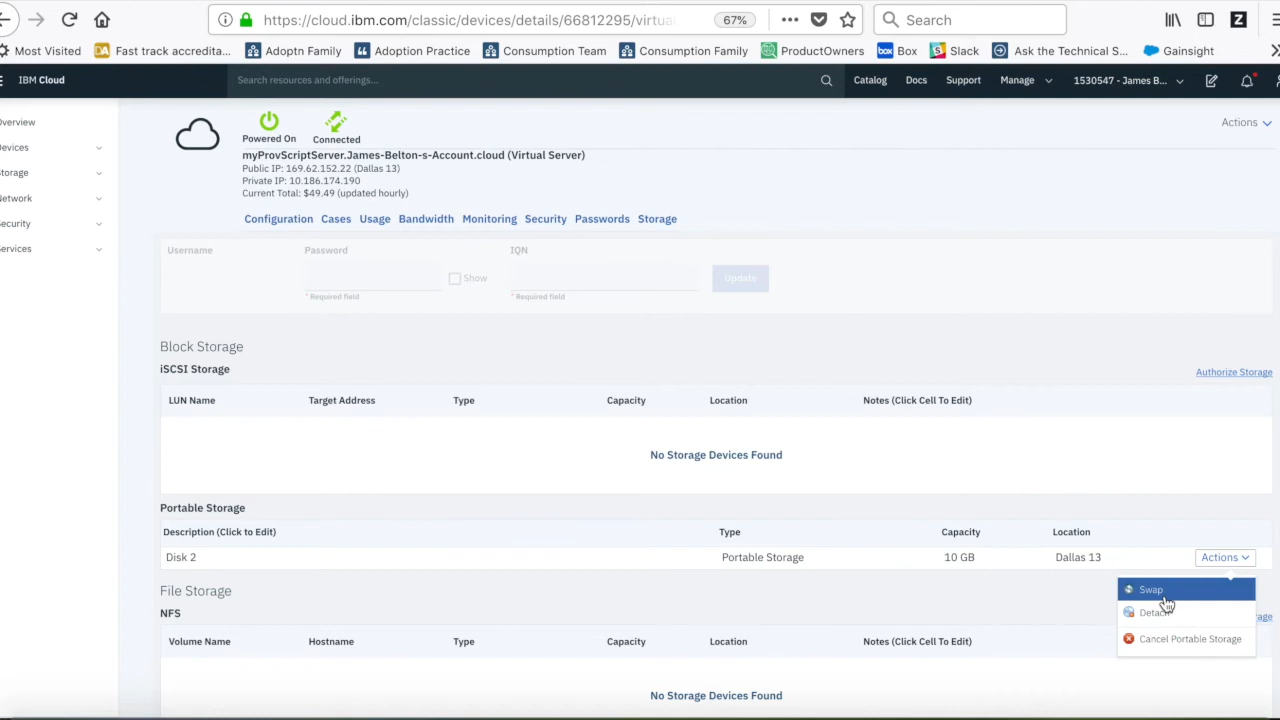 https://cloud.ibm.com/classic/devices/details/66812295/virtua
67%
Search
Most Visited
Fast track accredita...
Adoptn Family
Adoption Practice
Consumption Team
Consumption Family
ProductOwners
Box
Slack
Ask the Technical S...
Gainsight
IBM Cloud
Search resources and offerings...
Catalog
Docs
Support
Manage
1530547 - James B...
Overview
Devices
Storage
Network
Security
Services
Powered On
Connected
Actions
myProvScriptServer.James-Belton-s-Account.cloud (Virtual Server)
Public IP: 169.62.152.22 (Dallas 13)
Private IP: 10.186.174.190
Current Total: $49.49 (updated hourly)
Configuration Cases Usage Bandwidth Monitoring Security Passwords Storage
Username
Password
IQN
Show
Update
* Required field
* Required field
Block Storage
iSCSI Storage
Authorize Storage
LUN Name Target Address Type Capacity Location Notes (Click Cell To Edit)
No Storage Devices Found
Portable Storage
Description (Click to Edit) Type Capacity Location
Disk 2 Portable Storage 10 GB Dallas 13 Actions
Swap
Detach
Cancel Portable Storage
File Storage
NFS
Volume Name Hostname Type Capacity Location Notes (Click Cell To Edit)
No Storage Devices Found